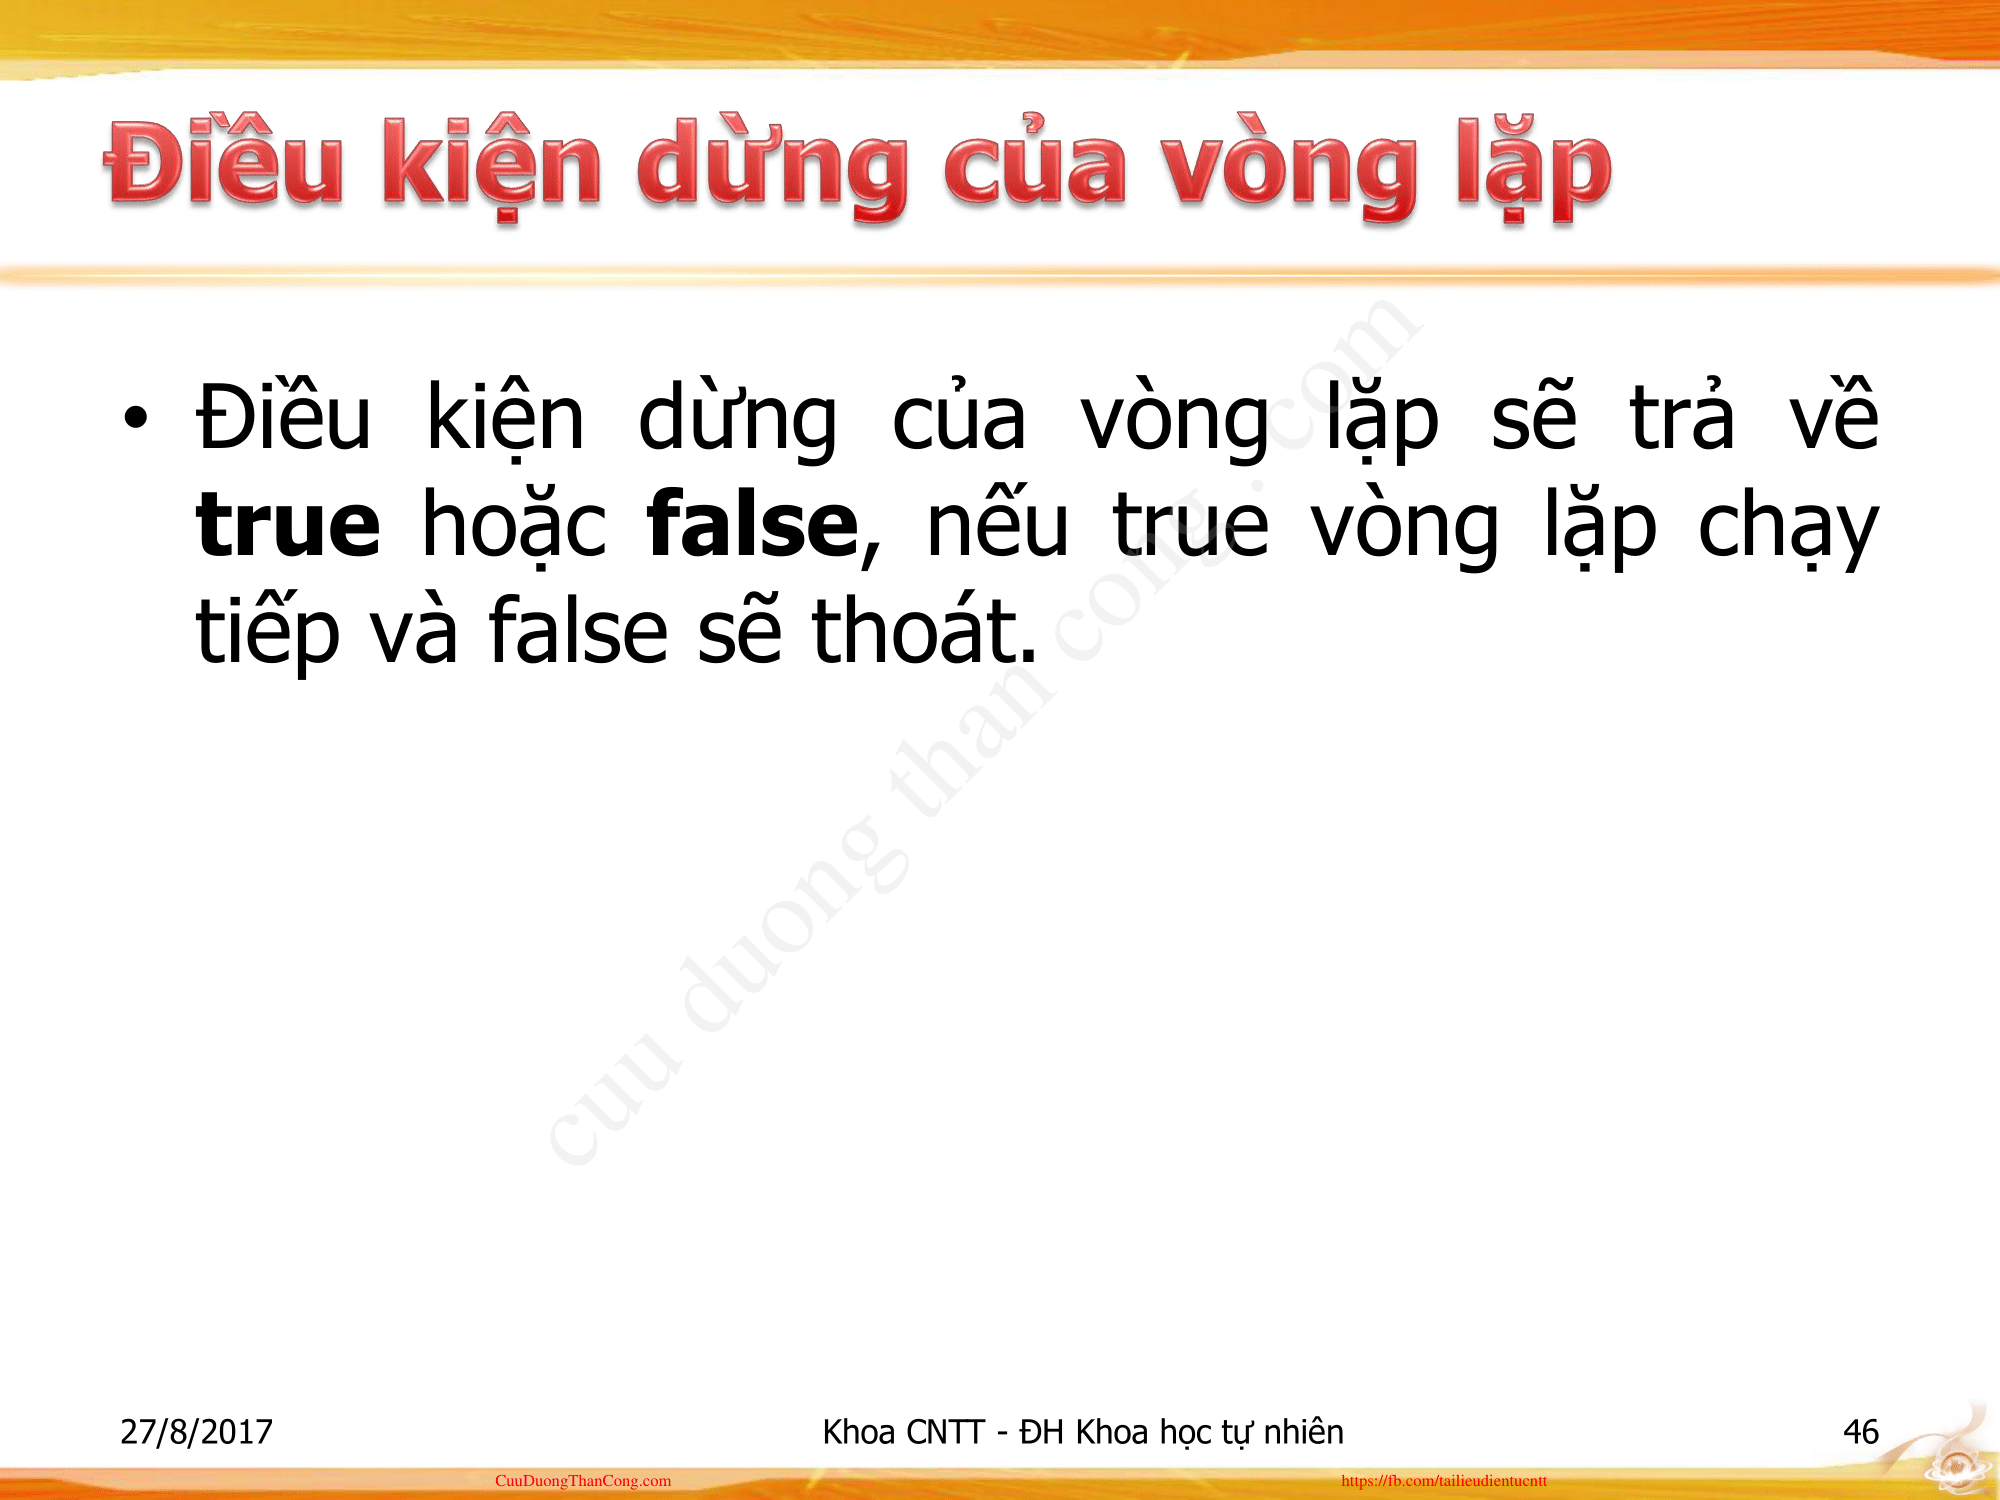 Điều kiện dừng của vòng lặp
• Điều kiện dừng của vòng lặp sẽ trả về
true hoặc false, nếu true vòng lặp chạy
tiếp và false sẽ thoát.
cuu duong than cong . com
27/8/2017
Khoa CNTT - ĐH Khoa học tự nhiên
46
CuuDuongThanCong.com
https://fb.com/tailieudientucntt